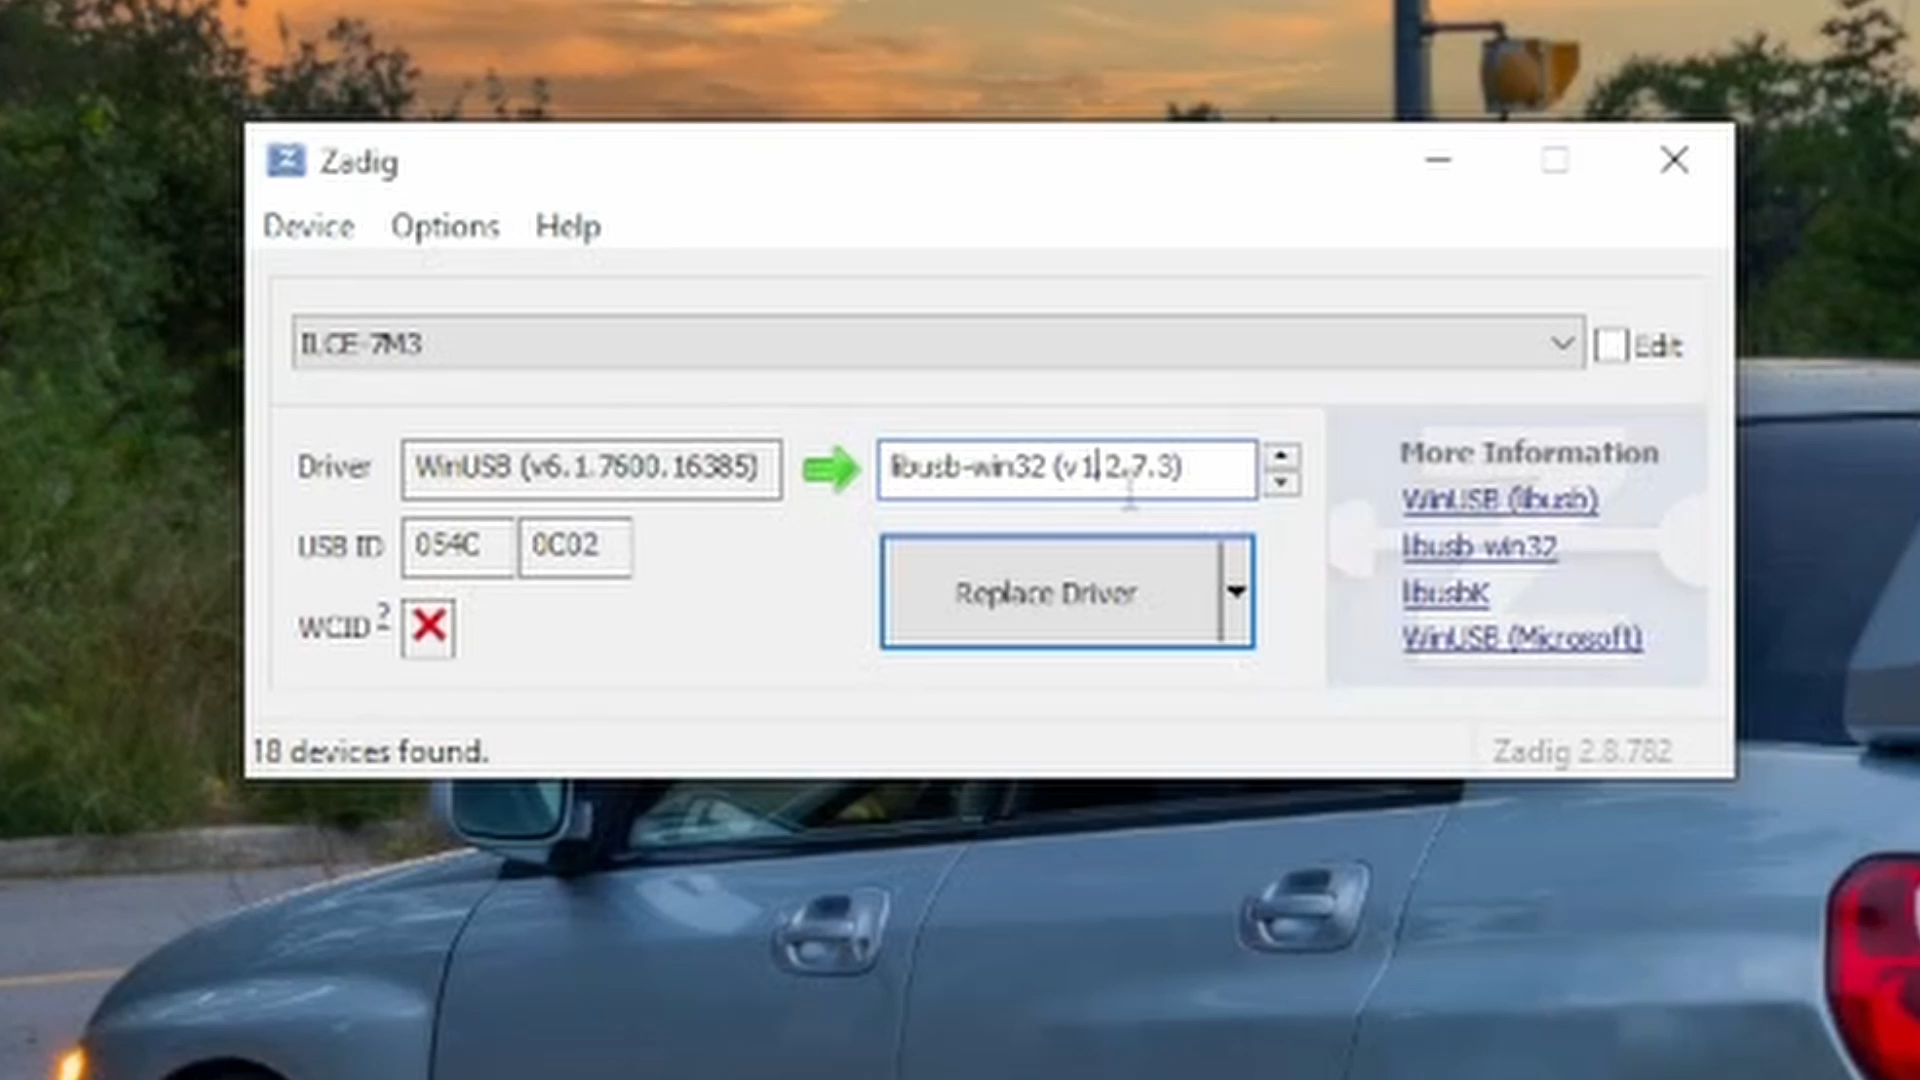 Zadig
Device Options Help
ILCE-7M3
Edit
Driver WinUSB (v6.1.7600.16385) libusb-win32 (v1.2.7.3)
USB ID 054C 0C02
WCID ?
Replace Driver
More Information
WinUSB (libusb)
libusb-win32
libusbK
WinUSB (Microsoft)
18 devices found.
Zadig 2.8.782